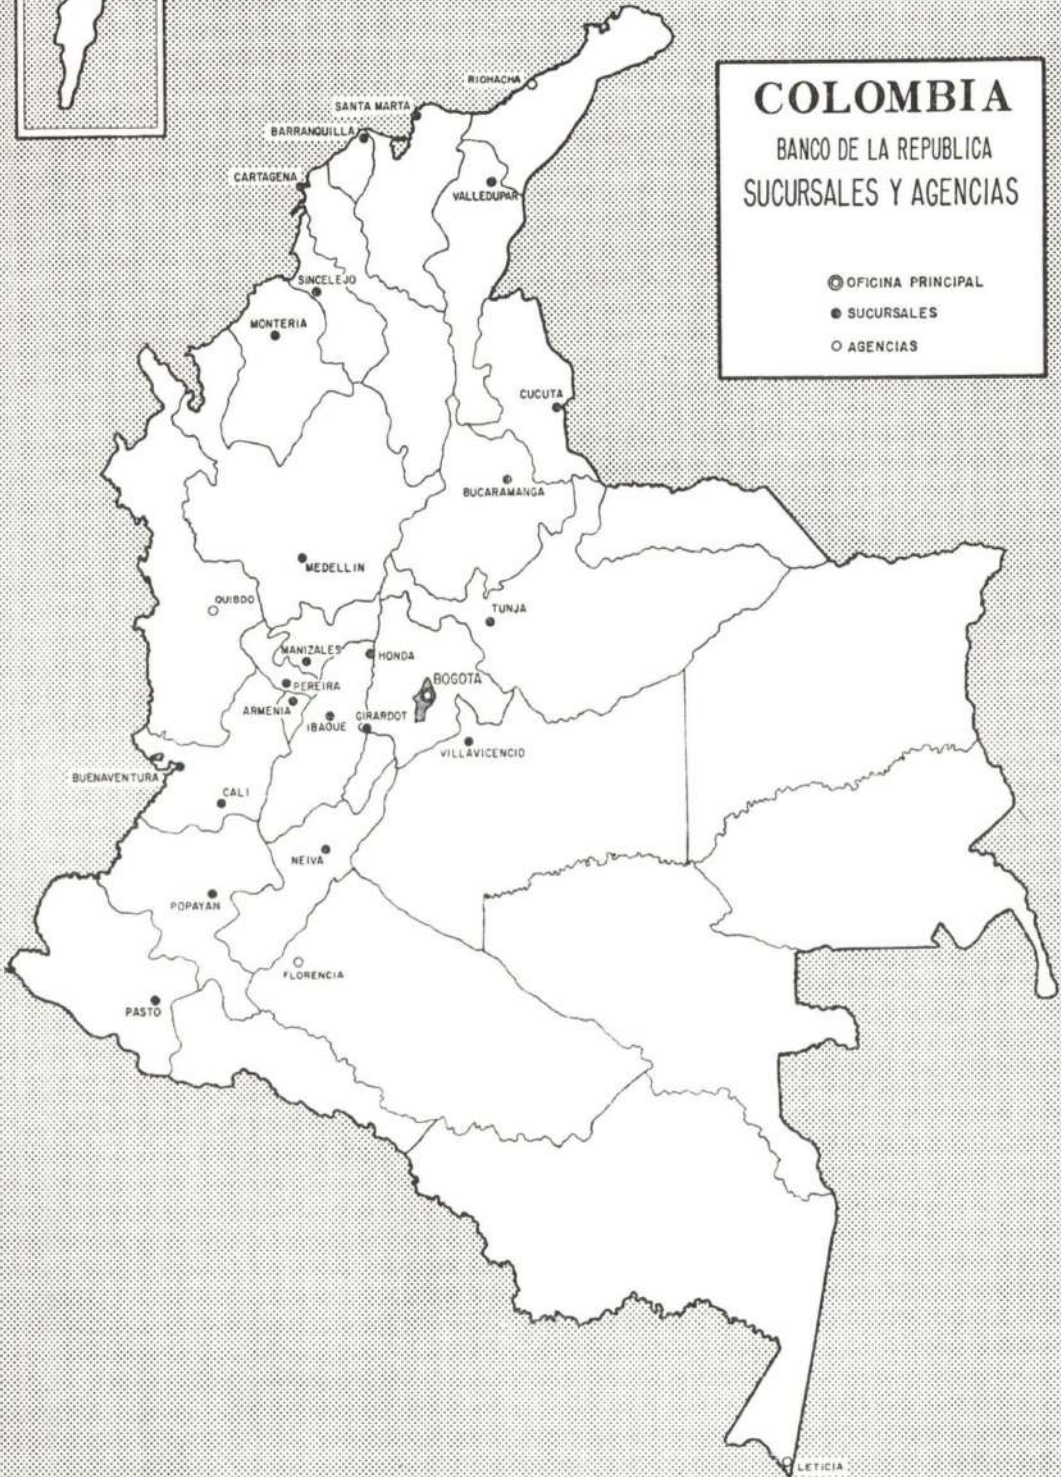 COLOMBIA
BANCO DE LA REPUBLICA
SUCURSALES Y AGENCIAS
OFICINA PRINCIPAL
SUCURSALES
AGENCIAS
RIOHACHA
SANTA MARTA
BARRANQUILLA
CARTAGENA
VALLEDUPAR
SINCELEJO
MONTERIA
CUCUTA
BUCARAMANGA
MEDELLIN
QUIBDO
TUNJA
MANIZALES
HONDA
PEREIRA
BOGOTA
ARMENIA
IBAGUE
GIRARDOT
VILLAVICENCIO
BUENAVENTURA
CALI
NEIVA
POPAYAN
FLORENCIA
PASTO
LETICIA